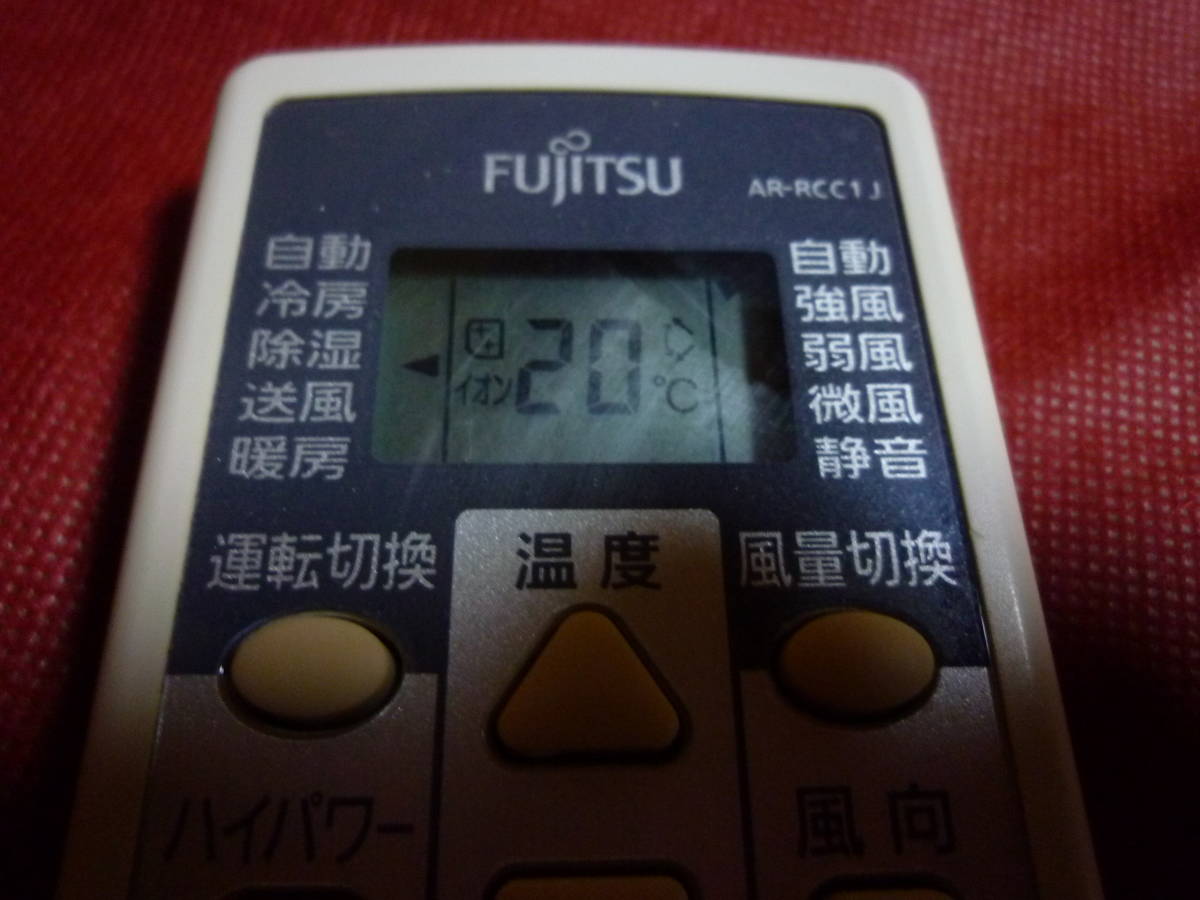 FUJITSU
AR-RCC1J
自動
冷房
除湿
送風
暖房
イオン
20
℃
自動
強風
弱風
微風
静音
運転切換
温度
風量切換
ハイパワー
風向